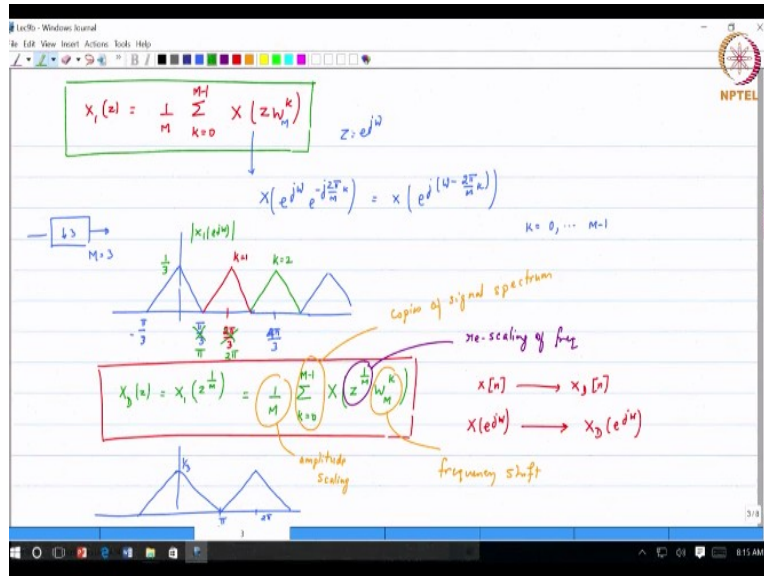 Lec9b - Windows Journal
File Edit View Insert Actions Tools Help
NPTEL
X₁(z) = 1/M Σ_{k=0}^{M-1} X(z W_M^k)
z = e^{jω}
X(e^{jω} e^{-j2π/M k}) = X(e^{j(ω - 2π/M k)})
k = 0, ... M-1
↓3
M=3
|X₁(e^{jω})|
1/3
k=1
k=2
-π/3 π/3 2π/3 4π/3
π 2π
copies of signal spectrum
re-scaling of freq
X_D(z) = X₁(z^{1/M}) = 1/M Σ_{k=0}^{M-1} X(z^{1/M} W_M^k)
x[n] → x_D[n]
X(e^{jω}) → X_D(e^{jω})
amplitude scaling
frequency shift
1/3
π 2π
3
3/8
8:15 AM